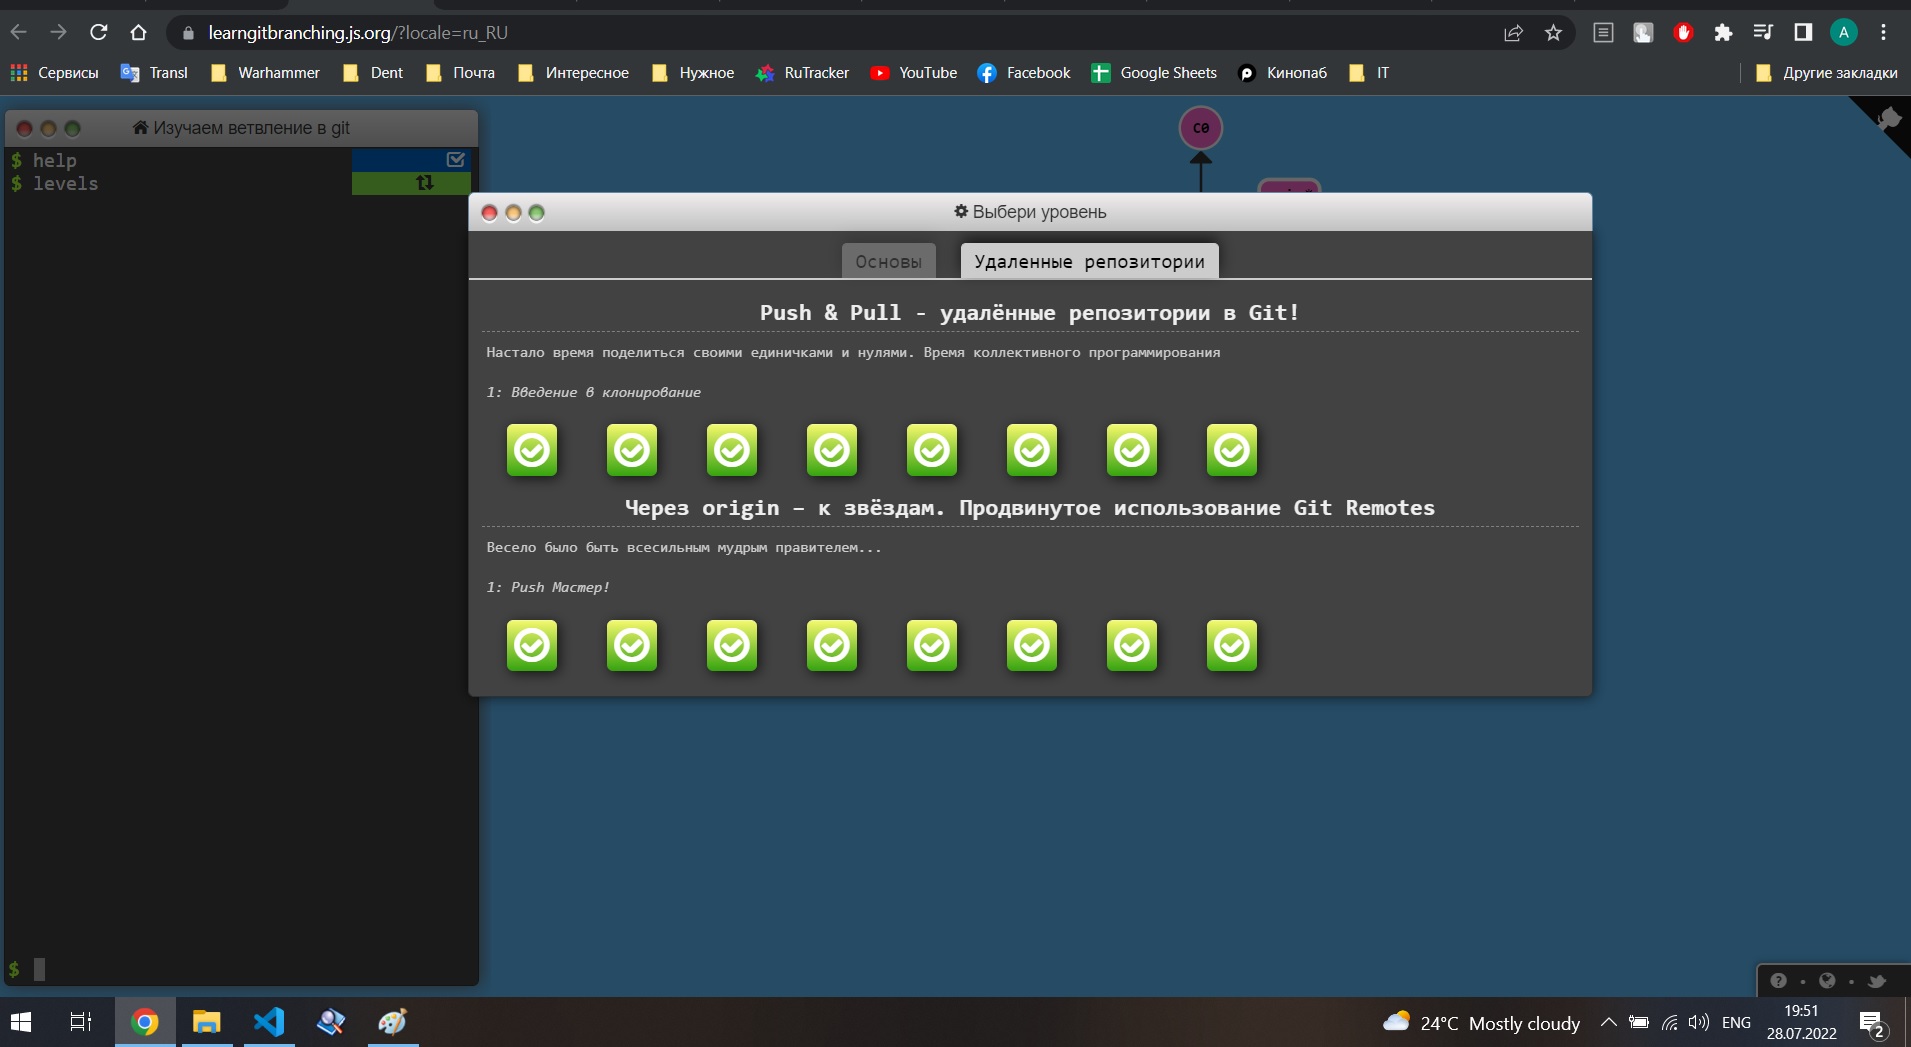 learngitbranching.js.org/?locale=ru_RU
A
Сервисы Transl Warhammer Dent Почта Интересное Нужное RuTracker YouTube Facebook Google Sheets Кинопаб IT Другие закладки
Изучаем ветвление в git
$ help
$ levels
C0
Выбери уровень
Основы Удаленные репозитории
Push & Pull - удалённые репозитории в Git!
Настало время поделиться своими единичками и нулями. Время коллективного программирования
1: Введение в клонирование
Через origin – к звёздам. Продвинутое использование Git Remotes
Весело было быть всесильным мудрым правителем...
1: Push Мастер!
$
24°C Mostly cloudy ENG 19:51
28.07.2022
2